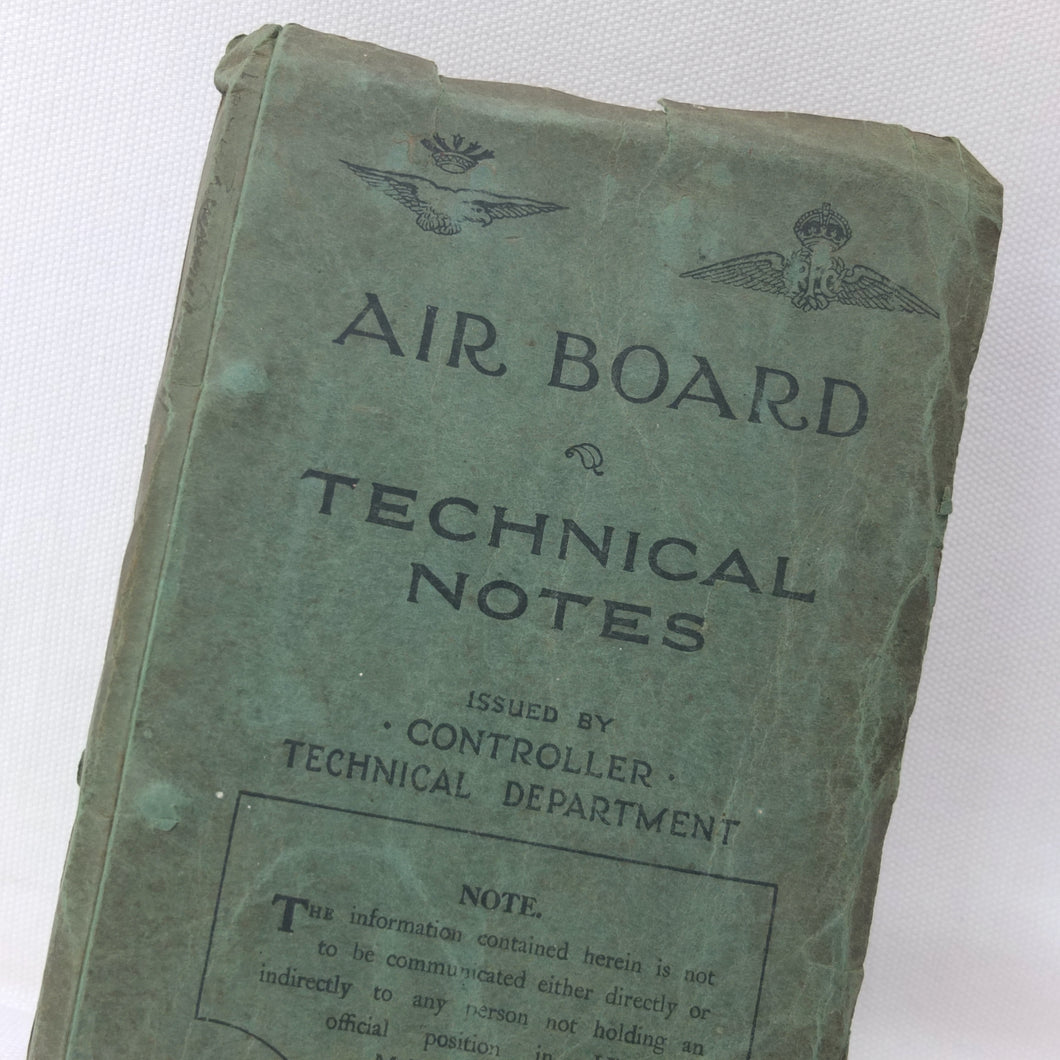 RFC
AIR BOARD
TECHNICAL
NOTES
ISSUED BY
· CONTROLLER ·
TECHNICAL DEPARTMENT
NOTE.
THE information contained herein is not
to be communicated either directly or
indirectly to any person not holding an
official position in